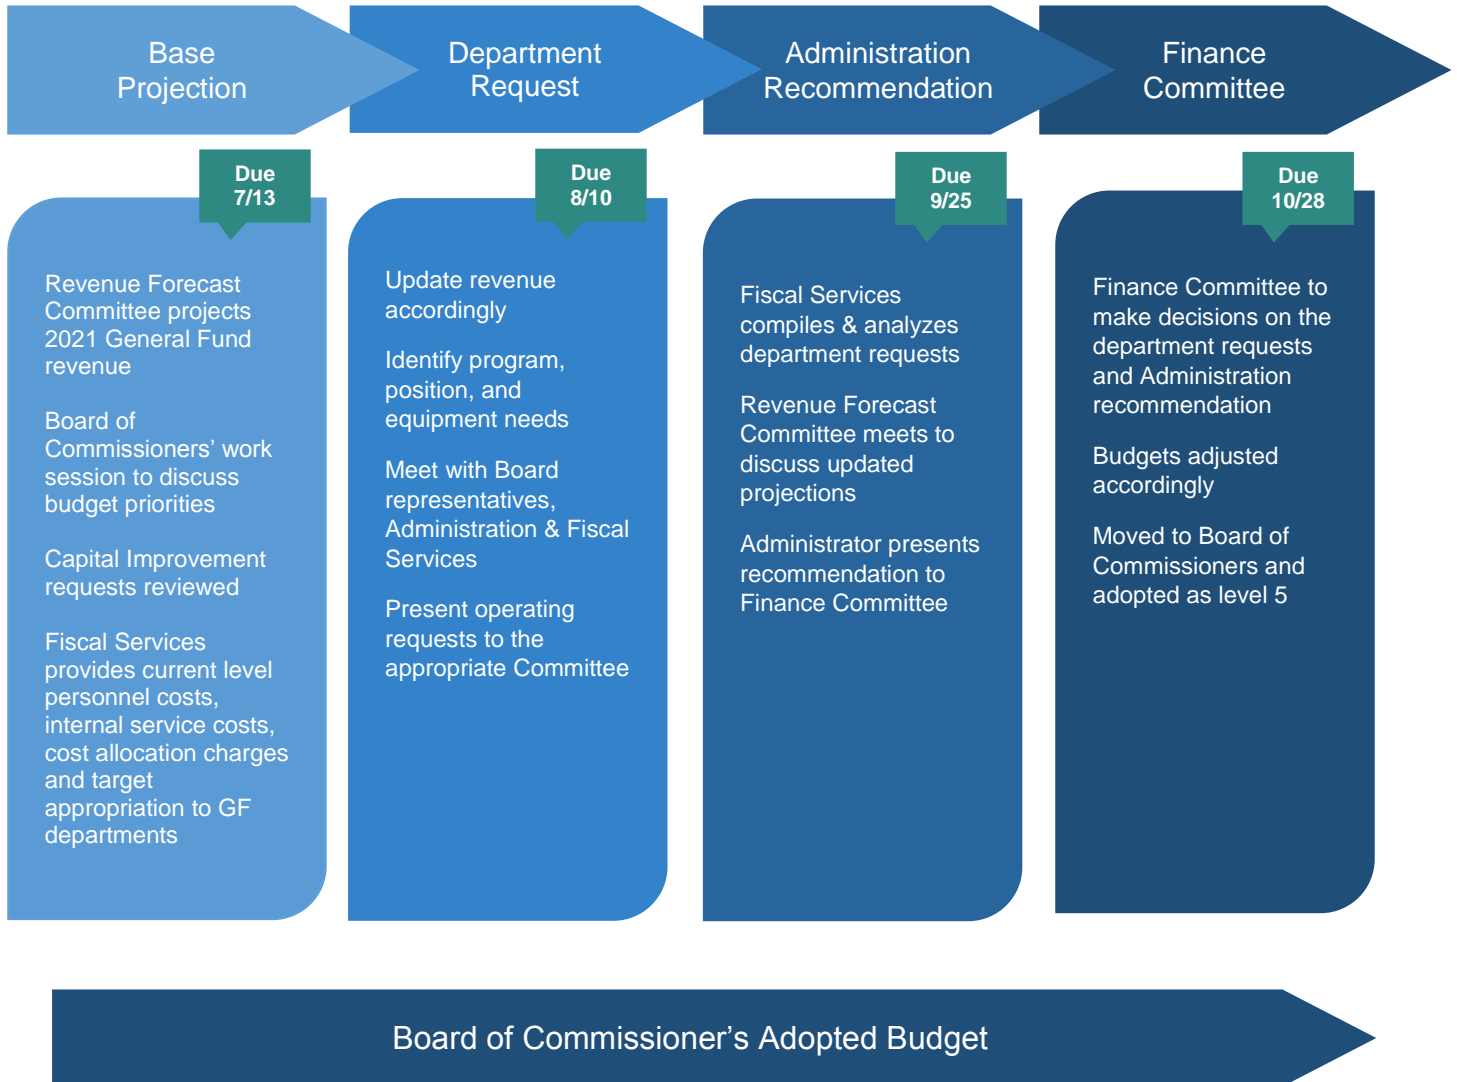 Base
Projection
Department
Request
Administration
Recommendation
Finance
Committee
Due
7/13
Revenue Forecast
Committee projects
2021 General Fund
revenue
Board of
Commissioners’ work
session to discuss
budget priorities
Capital Improvement
requests reviewed
Fiscal Services
provides current level
personnel costs,
internal service costs,
cost allocation charges
and target
appropriation to GF
departments
Due
8/10
Update revenue
accordingly
Identify program,
position, and
equipment needs
Meet with Board
representatives,
Administration & Fiscal
Services
Present operating
requests to the
appropriate Committee
Due
9/25
Fiscal Services
compiles & analyzes
department requests
Revenue Forecast
Committee meets to
discuss updated
projections
Administrator presents
recommendation to
Finance Committee
Due
10/28
Finance Committee to
make decisions on the
department requests
and Administration
recommendation
Budgets adjusted
accordingly
Moved to Board of
Commissioners and
adopted as level 5
Board of Commissioner’s Adopted Budget